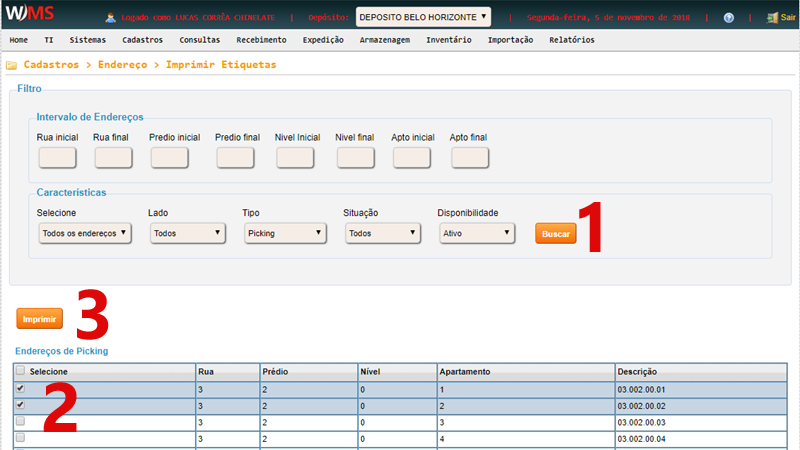 WMS
Logado como LUCAS CORRÊA CHINELATE | Depósito: DEPOSITO BELO HORIZONTE | Segunda-feira, 5 de novembro de 2018 | | Sair
Home TI Sistemas Cadastros Consultas Recebimento Expedição Armazenagem Inventário Importação Relatórios
Cadastros > Endereço > Imprimir Etiquetas
Filtro
Intervalo de Endereços
Rua inicial Rua final Predio inicial Predio final Nivel Inicial Nivel final Apto inicial Apto final
Características
Selecione Lado Tipo Situação Disponibilidade
Todos os endereços Todos Picking Todos Ativo Buscar 1
Imprimir 3
Endereços de Picking
Selecione Rua Prédio Nível Apartamento Descrição
3 2 0 1 03.002.00.01
2 3 2 0 2 03.002.00.02
3 2 0 3 03.002.00.03
3 2 0 4 03.002.00.04